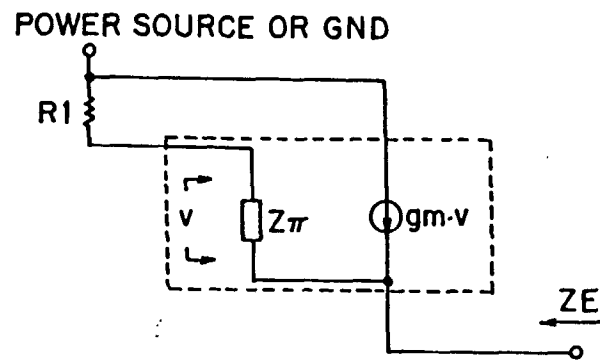 POWER SOURCE OR GND
R1
v
Zπ
gm·v
ZE